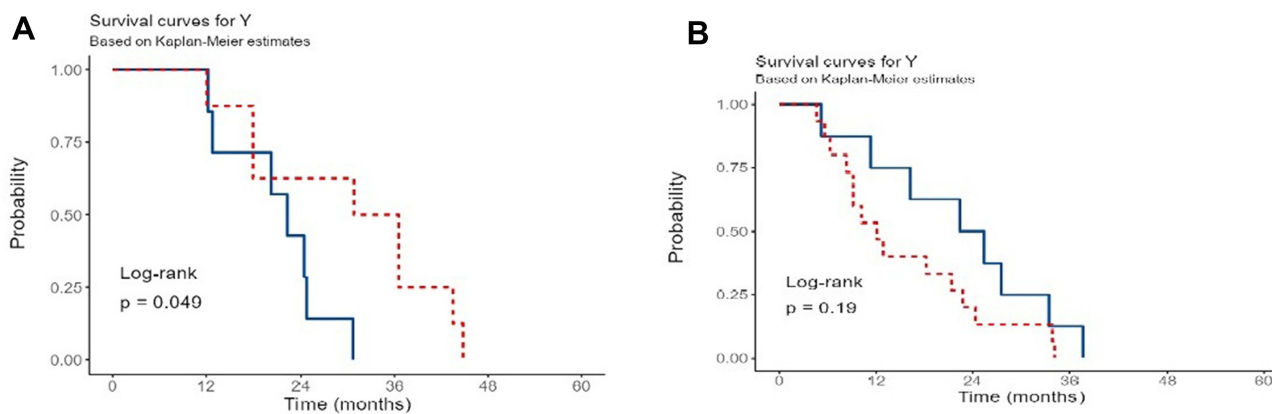 A
Survival curves for Y
Based on Kaplan-Meier estimates
1.00
0.75
0.50
0.25
0.00
Probability
Log-rank
p = 0.049
0 12 24 36 48 60
Time (months)
B
Survival curves for Y
Based on Kaplan-Meier estimates
1.00
0.75
0.50
0.25
0.00
Probability
Log-rank
p = 0.19
0 12 24 36 48 60
Time (months)